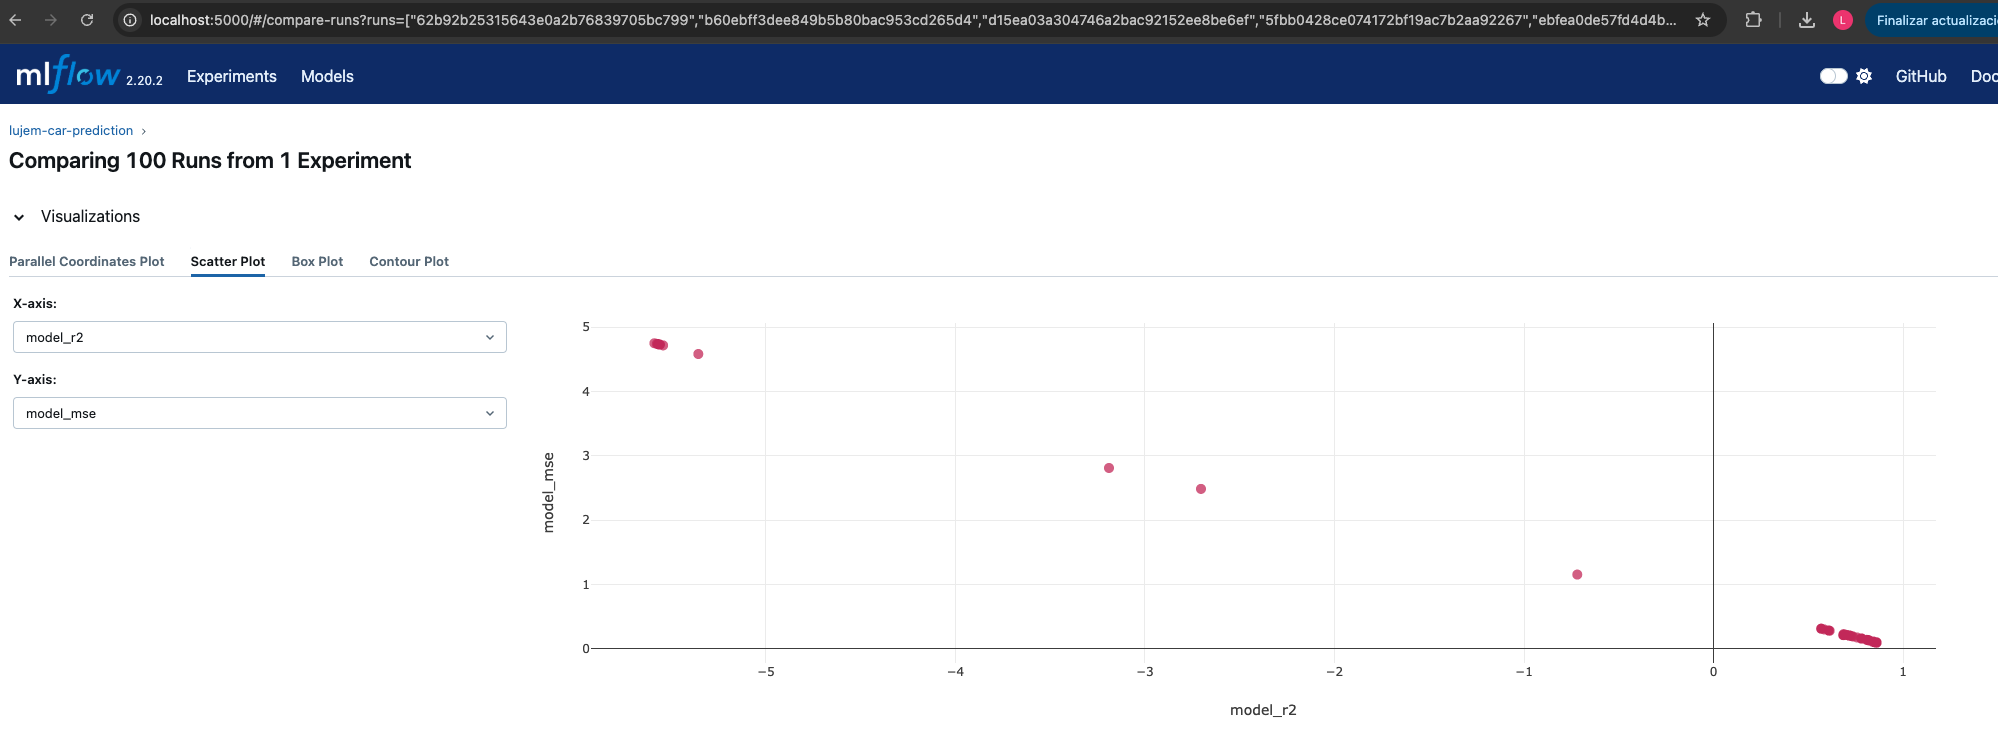 localhost:5000/#/compare-runs?runs=["62b92b25315643e0a2b76839705bc799","b60ebff3dee849b5b80bac953cd265d4","d15ea03a304746a2bac92152ee8be6ef","5fbb0428ce074172bf19ac7b2aa92267","ebfea0de57fd4d4b...
L
Finalizar actualizaci
mlflow 2.20.2
Experiments
Models
GitHub
Doc
lujem-car-prediction ›
Comparing 100 Runs from 1 Experiment
Visualizations
Parallel Coordinates Plot
Scatter Plot
Box Plot
Contour Plot
X-axis:
model_r2
Y-axis:
model_mse
5
4
3
2
1
0
model_mse
−5
−4
−3
−2
−1
0
1
model_r2